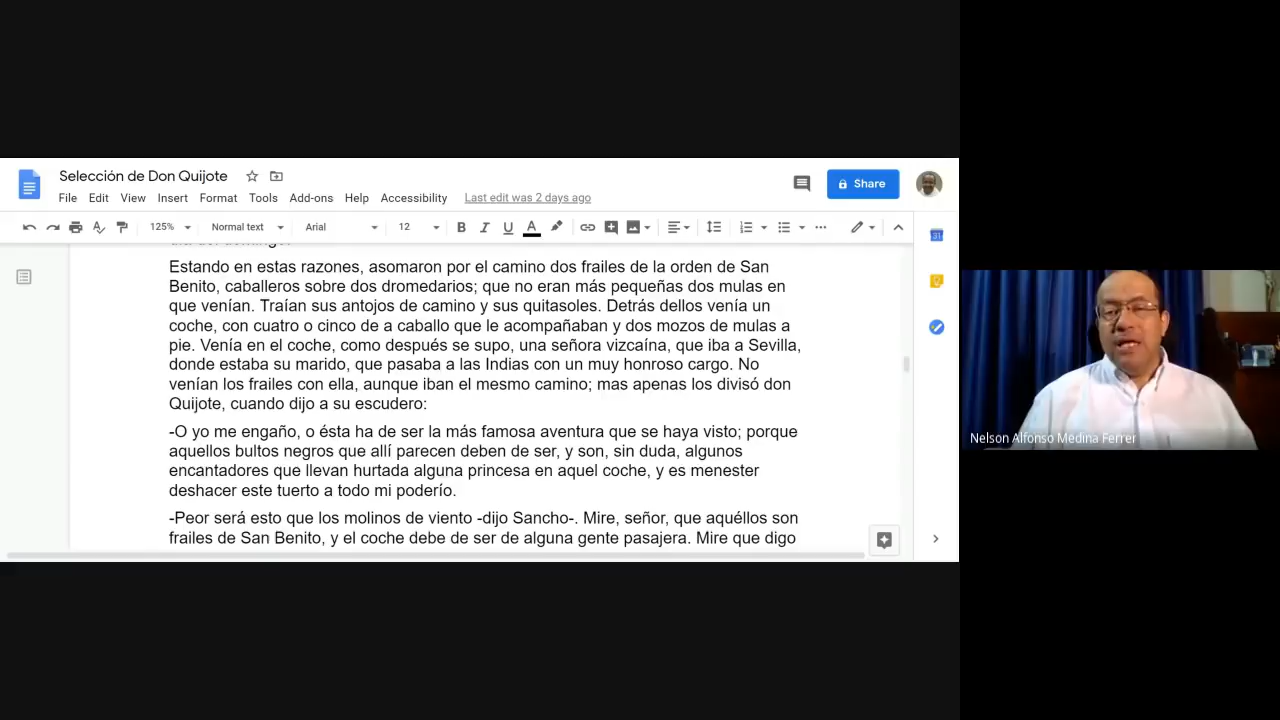 Selección de Don Quijote
File Edit View Insert Format Tools Add-ons Help Accessibility Last edit was 2 days ago
Share
125% Normal text Arial 12 B I U A
31
Estando en estas razones, asomaron por el camino dos frailes de la orden de San
Benito, caballeros sobre dos dromedarios; que no eran más pequeñas dos mulas en
que venían. Traían sus antojos de camino y sus quitasoles. Detrás dellos venía un
coche, con cuatro o cinco de a caballo que le acompañaban y dos mozos de mulas a
pie. Venía en el coche, como después se supo, una señora vizcaína, que iba a Sevilla,
donde estaba su marido, que pasaba a las Indias con un muy honroso cargo. No
venían los frailes con ella, aunque iban el mesmo camino; mas apenas los divisó don
Quijote, cuando dijo a su escudero:
-O yo me engaño, o ésta ha de ser la más famosa aventura que se haya visto; porque
aquellos bultos negros que allí parecen deben de ser, y son, sin duda, algunos
encantadores que llevan hurtada alguna princesa en aquel coche, y es menester
deshacer este tuerto a todo mi poderío.
-Peor será esto que los molinos de viento -dijo Sancho-. Mire, señor, que aquéllos son
frailes de San Benito, y el coche debe de ser de alguna gente pasajera. Mire que digo
Nelson Alfonso Medina Ferrer